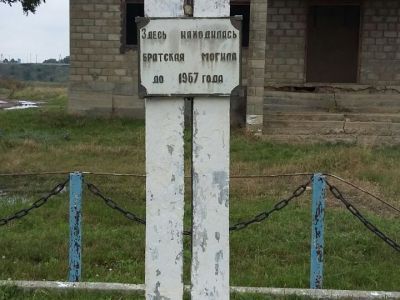 Здесь находилась
братская могила
до 1967 года